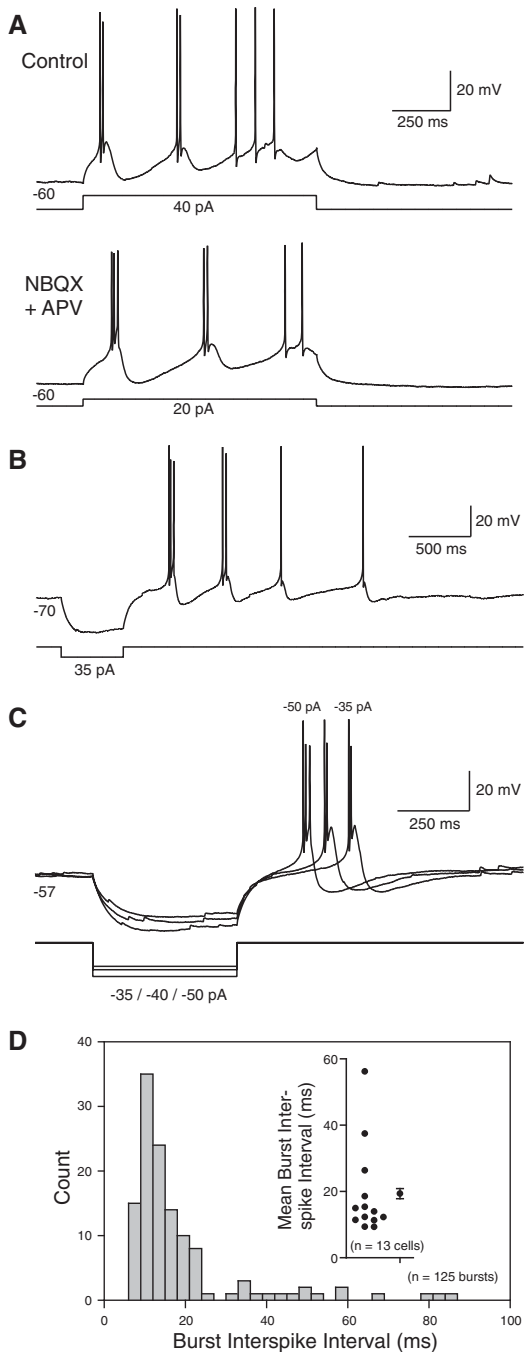 A
Control
20 mV
250 ms
-60
40 pA
NBQX
+ APV
-60
20 pA
B
20 mV
500 ms
-70
35 pA
C
-50 pA
-35 pA
20 mV
250 ms
-57
-35 / -40 / -50 pA
D
40
30
20
10
0
Count
0
20
40
60
80
100
Burst Interspike Interval (ms)
Mean Burst Inter-
spike Interval (ms)
60
40
20
0
(n = 13 cells)
(n = 125 bursts)